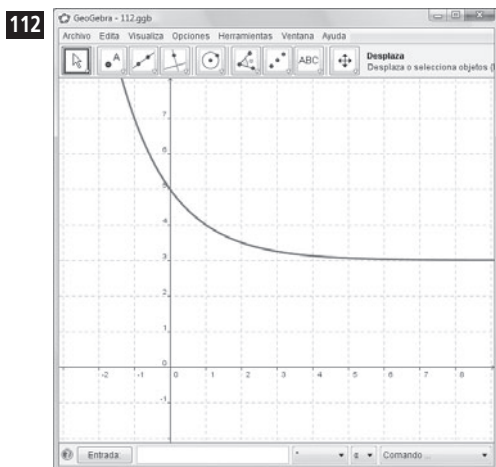 112
GeoGebra - 112.ggb
Archivo Edita Visualiza Opciones Herramientas Ventana Ayuda
A
ABC
Desplaza
Desplaza o selecciona objetos (
7
6
5
4
3
2
1
0
-2 -1 0 1 2 3 4 5 6 7 8
-1
Entrada:
Comando ...